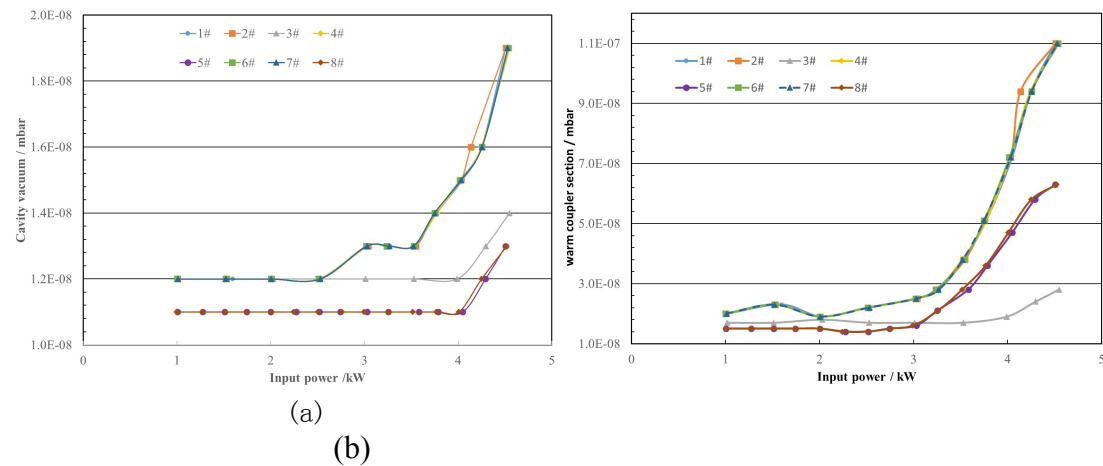 2.0E-08
1.8E-08
1.6E-08
1.4E-08
1.2E-08
1.0E-08
Cavity vacuum / mbar
1# 2# 3# 4#
5# 6# 7# 8#
0 1 2 3 4 5
Input power /kW
(a)
1.1E-07
9.0E-08
7.0E-08
5.0E-08
3.0E-08
1.0E-08
warm coupler section / mbar
1# 2# 3# 4#
5# 6# 7# 8#
0 1 2 3 4 5
Input power / kW
(b)